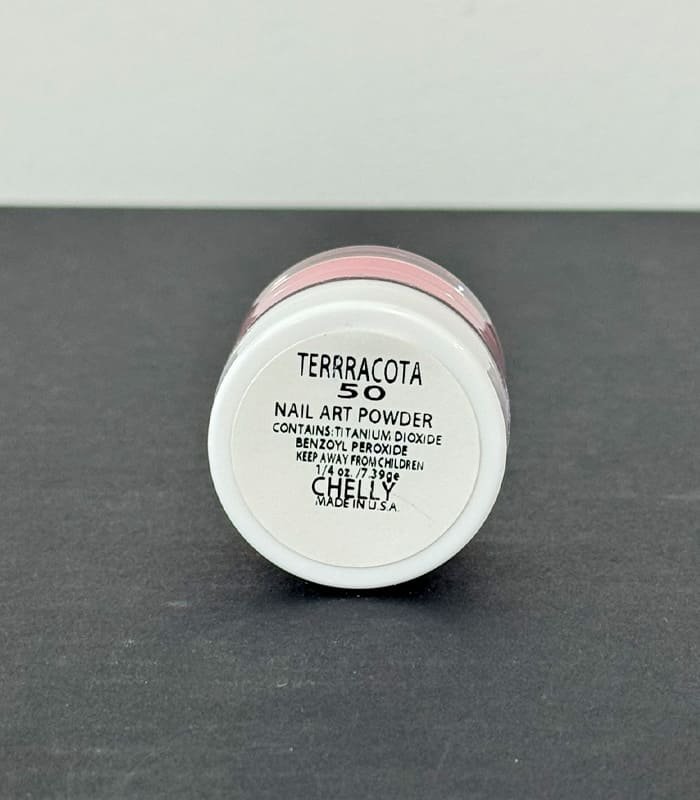 TERRRACOTA
50
NAIL ART POWDER
CONTAINS:TITANIUM DIOXIDE
BENZOYL PEROXIDE
KEEP AWAY FROM CHILDREN
1/4 oz. /7.39ge
CHELLY
MADE IN U.S.A.